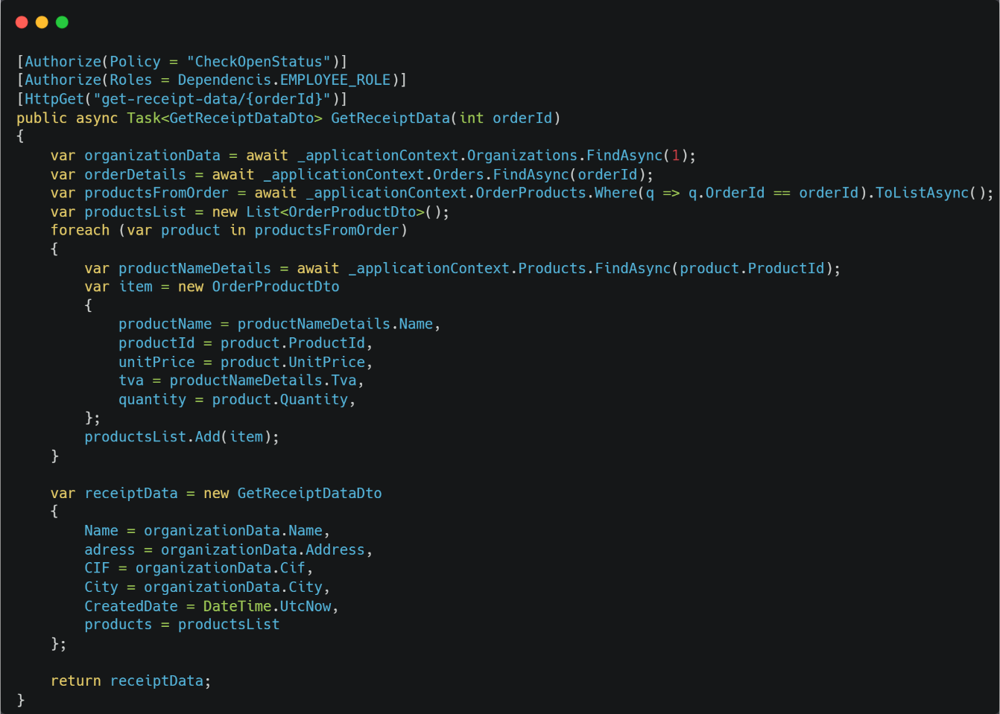 [Authorize(Policy = "CheckOpenStatus")]
[Authorize(Roles = Dependencis.EMPLOYEE_ROLE)]
[HttpGet("get-receipt-data/{orderId}")]
public async Task<GetReceiptDataDto> GetReceiptData(int orderId)
{
    var organizationData = await _applicationContext.Organizations.FindAsync(1);
    var orderDetails = await _applicationContext.Orders.FindAsync(orderId);
    var productsFromOrder = await _applicationContext.OrderProducts.Where(q => q.OrderId == orderId).ToListAsync();
    var productsList = new List<OrderProductDto>();
    foreach (var product in productsFromOrder)
    {
        var productNameDetails = await _applicationContext.Products.FindAsync(product.ProductId);
        var item = new OrderProductDto
        {
            productName = productNameDetails.Name,
            productId = product.ProductId,
            unitPrice = product.UnitPrice,
            tva = productNameDetails.Tva,
            quantity = product.Quantity,
        };
        productsList.Add(item);
    }

    var receiptData = new GetReceiptDataDto
    {
        Name = organizationData.Name,
        adress = organizationData.Address,
        CIF = organizationData.Cif,
        City = organizationData.City,
        CreatedDate = DateTime.UtcNow,
        products = productsList
    };

    return receiptData;
}